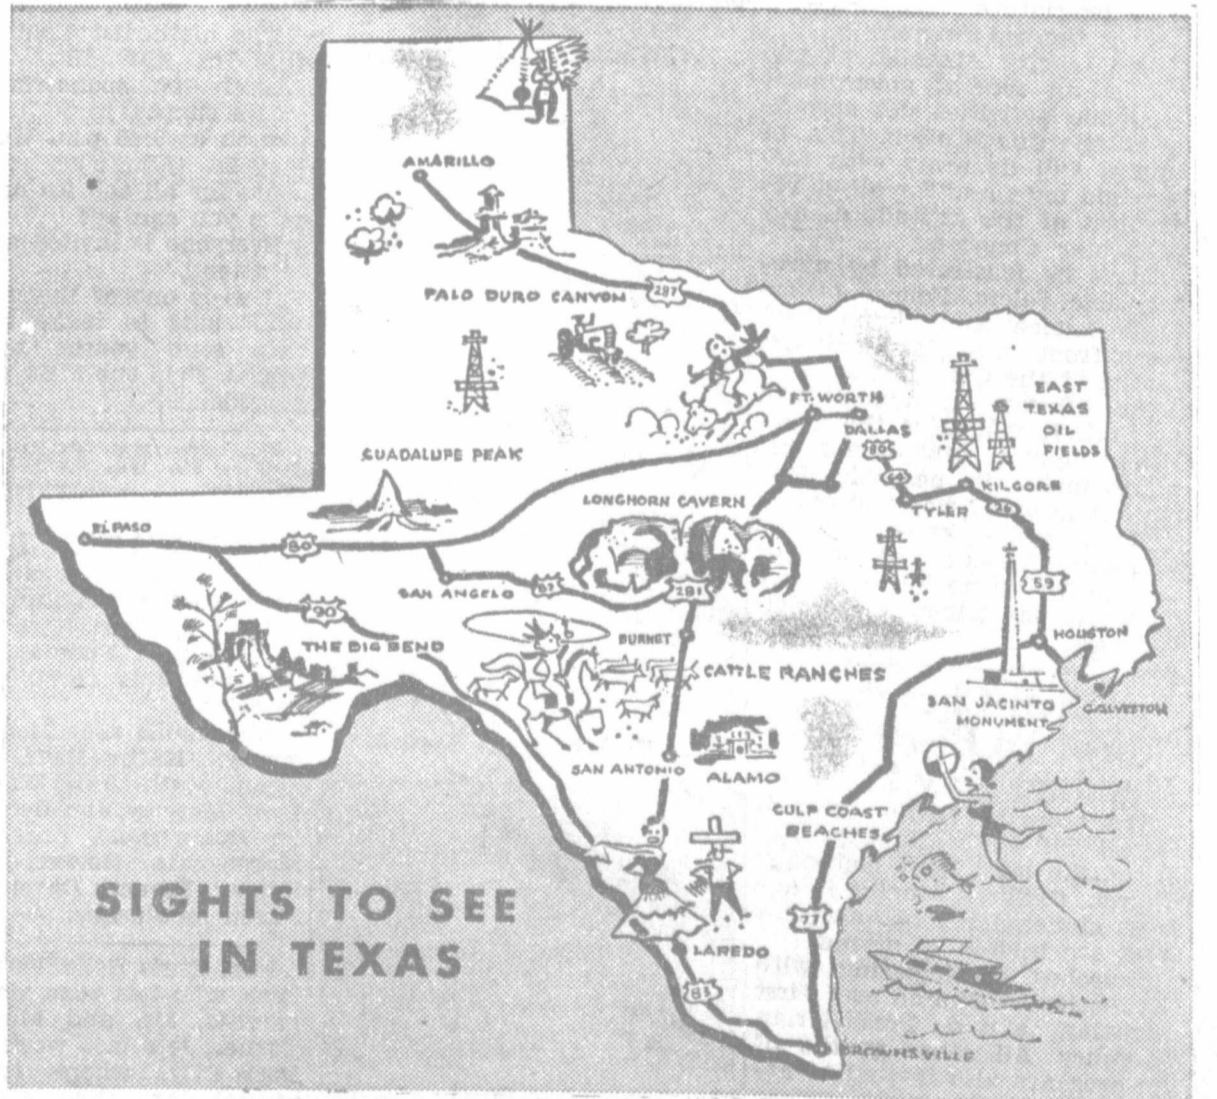 AMARILLO
PALO DURO CANYON
287
GUADALUPE PEAK
FT. WORTH
DALLAS
80
EAST
TEXAS
OIL
FIELDS
KILGORE
TYLER
64
26
LONGHORN CAVERN
EL PASO
80
SAN ANGELO
87
281
59
90
THE BIG BEND
BURNET
CATTLE RANCHES
HOUSTON
SAN JACINTO
MONUMENT
GALVESTON
SAN ANTONIO
ALAMO
GULF COAST
BEACHES
77
LAREDO
83
BROWNSVILLE
SIGHTS TO SEE
IN TEXAS